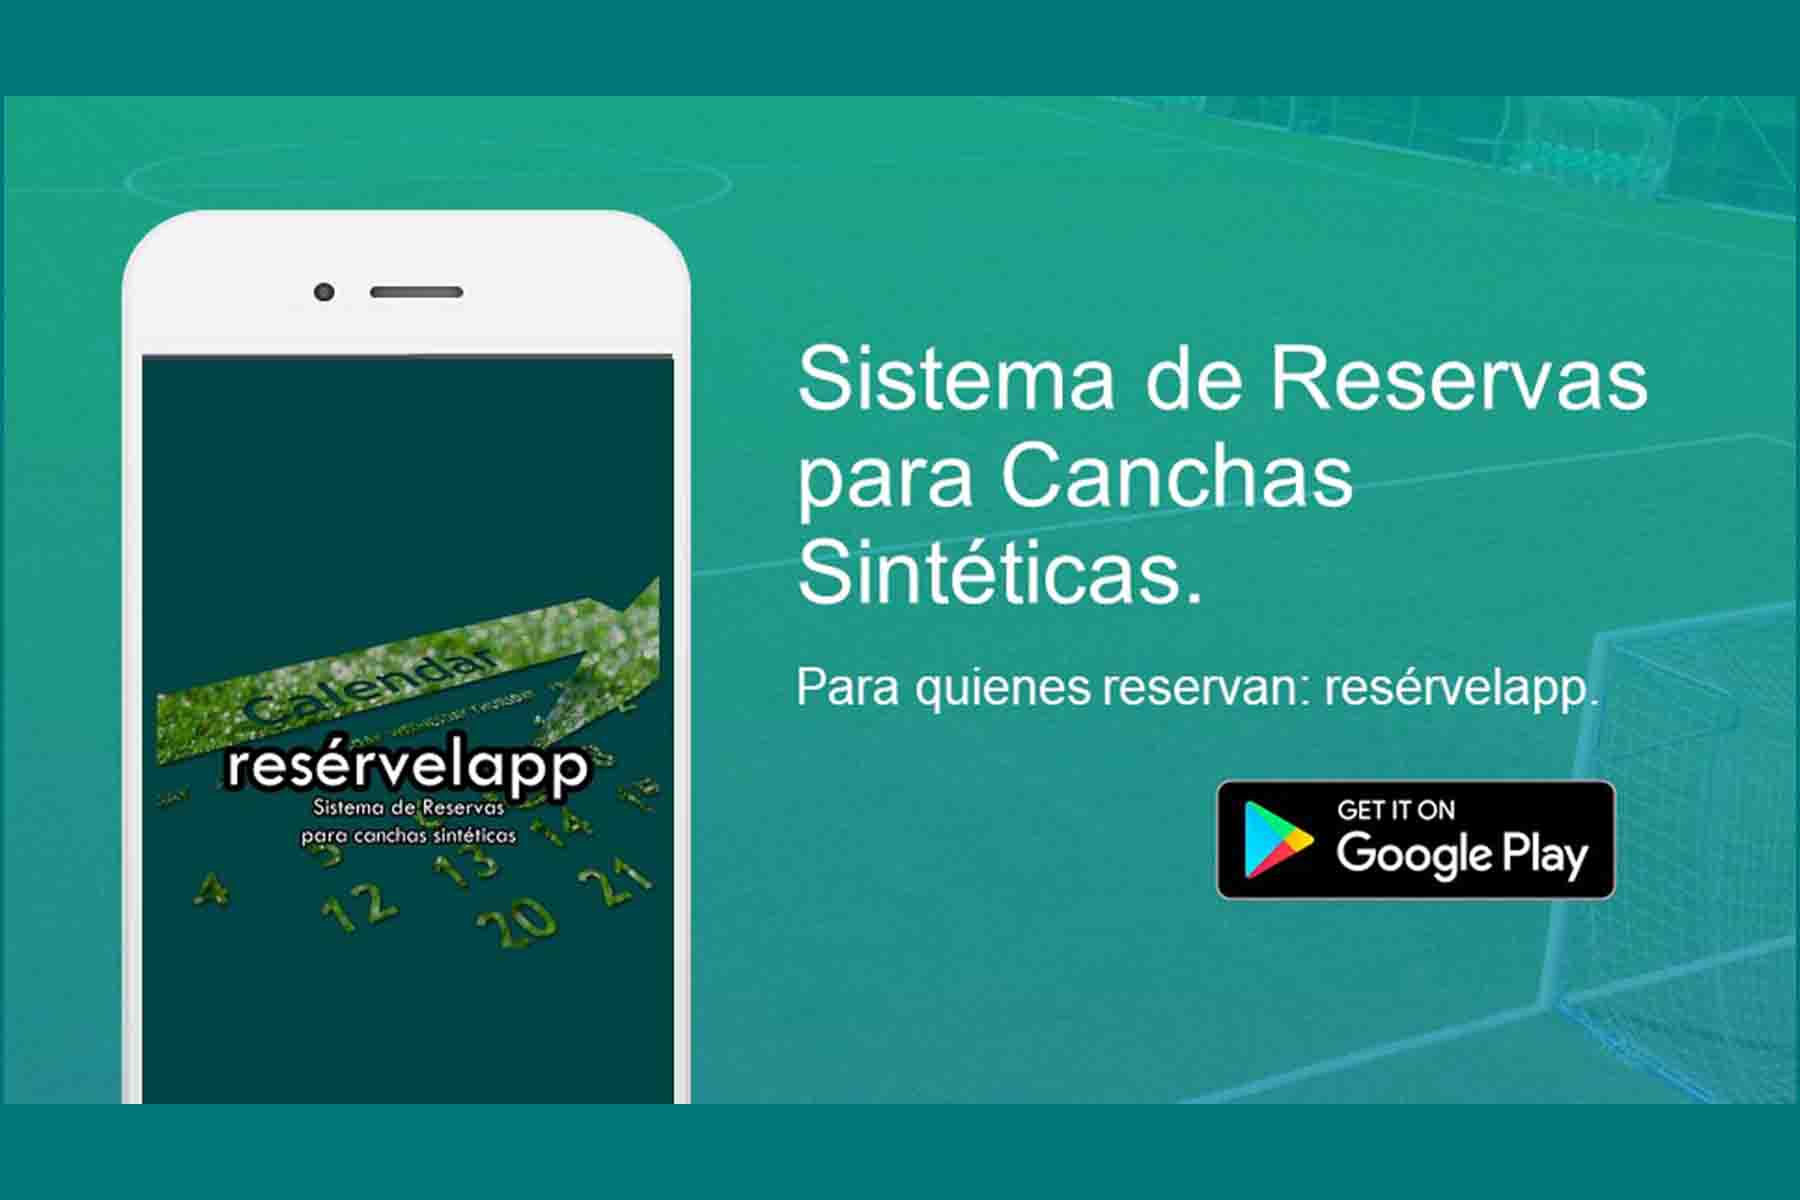 Sistema de Reservas
para Canchas
Sintéticas.
Para quienes reservan: resérvelapp.
GET IT ON
Google Play
Calendar
resérvelapp
Sistema de Reservas
para canchas sintéticas
13 14
4 12 20 21